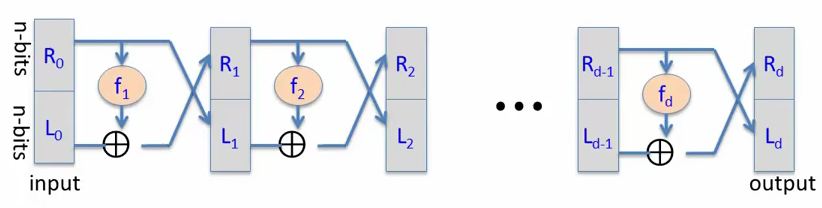 n-bits
n-bits
R0
L0
f1
R1
L1
f2
R2
L2
...
Rd-1
Ld-1
fd
Rd
Ld
input
output